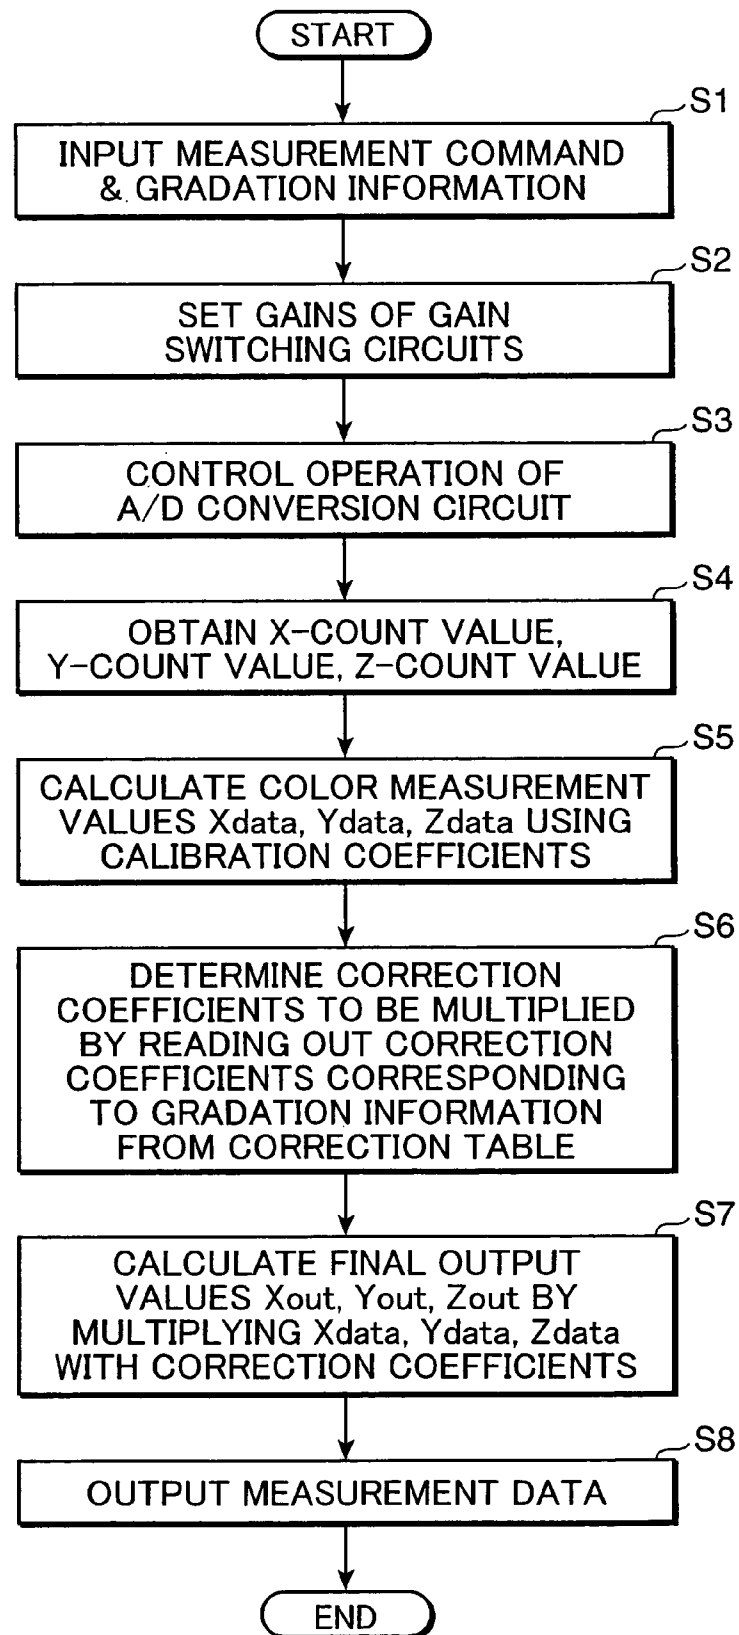 START
S1
INPUT MEASUREMENT COMMAND
& GRADATION INFORMATION
S2
SET GAINS OF GAIN
SWITCHING CIRCUITS
S3
CONTROL OPERATION OF
A/D CONVERSION CIRCUIT
S4
OBTAIN X-COUNT VALUE,
Y-COUNT VALUE, Z-COUNT VALUE
S5
CALCULATE COLOR MEASUREMENT
VALUES Xdata, Ydata, Zdata USING
CALIBRATION COEFFICIENTS
S6
DETERMINE CORRECTION
COEFFICIENTS TO BE MULTIPLIED
BY READING OUT CORRECTION
COEFFICIENTS CORRESPONDING
TO GRADATION INFORMATION
FROM CORRECTION TABLE
S7
CALCULATE FINAL OUTPUT
VALUES Xout, Yout, Zout BY
MULTIPLYING Xdata, Ydata, Zdata
WITH CORRECTION COEFFICIENTS
S8
OUTPUT MEASUREMENT DATA
END